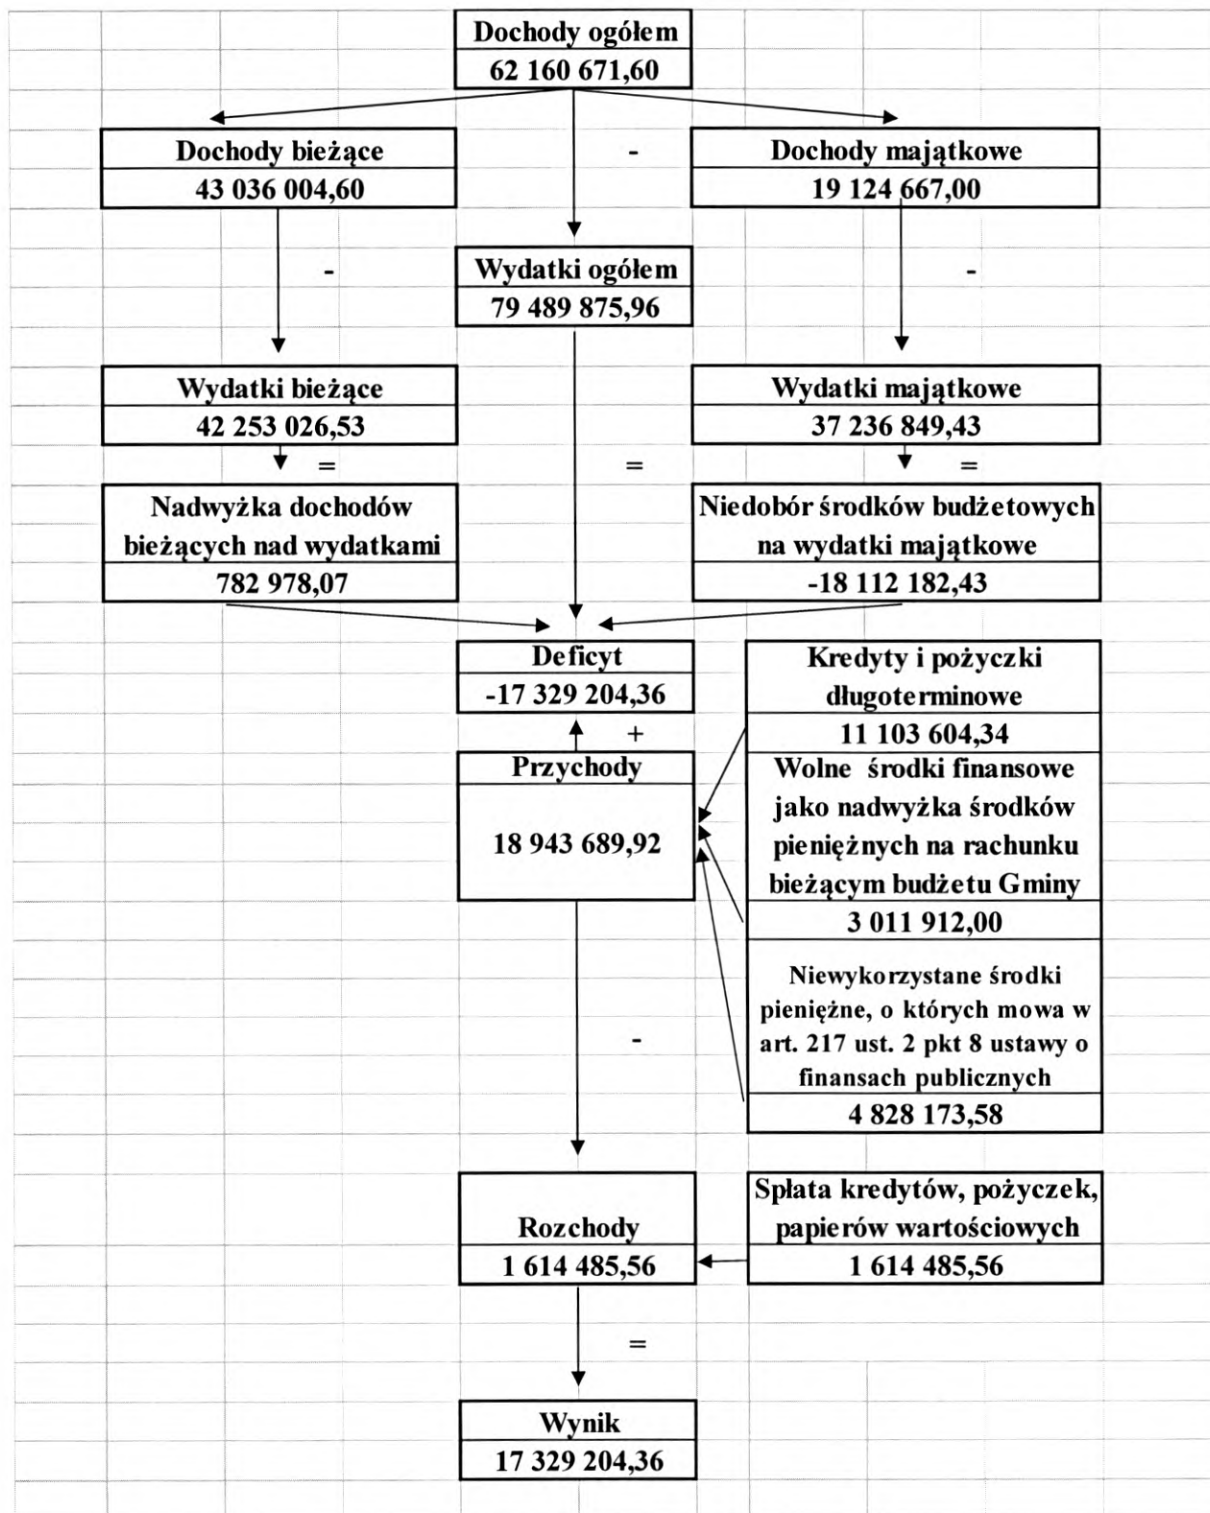 Dochody ogółem
62 160 671,60
Dochody bieżące
43 036 004,60
-
Dochody majątkowe
19 124 667,00
-
Wydatki ogółem
79 489 875,96
-
Wydatki bieżące
42 253 026,53
=
=
Wydatki majątkowe
37 236 849,43
=
Nadwyżka dochodów
bieżących nad wydatkami
782 978,07
Niedobór środków budżetowych
na wydatki majątkowe
-18 112 182,43
Deficyt
-17 329 204,36
+
Przychody
18 943 689,92
Kredyty i pożyczki
długoterminowe
11 103 604,34
Wolne środki finansowe
jako nadwyżka środków
pieniężnych na rachunku
bieżącym budżetu Gminy
3 011 912,00
Niewykorzystane środki
pieniężne, o których mowa w
art. 217 ust. 2 pkt 8 ustawy o
finansach publicznych
4 828 173,58
-
Rozchody
1 614 485,56
Spłata kredytów, pożyczek,
papierów wartościowych
1 614 485,56
=
Wynik
17 329 204,36